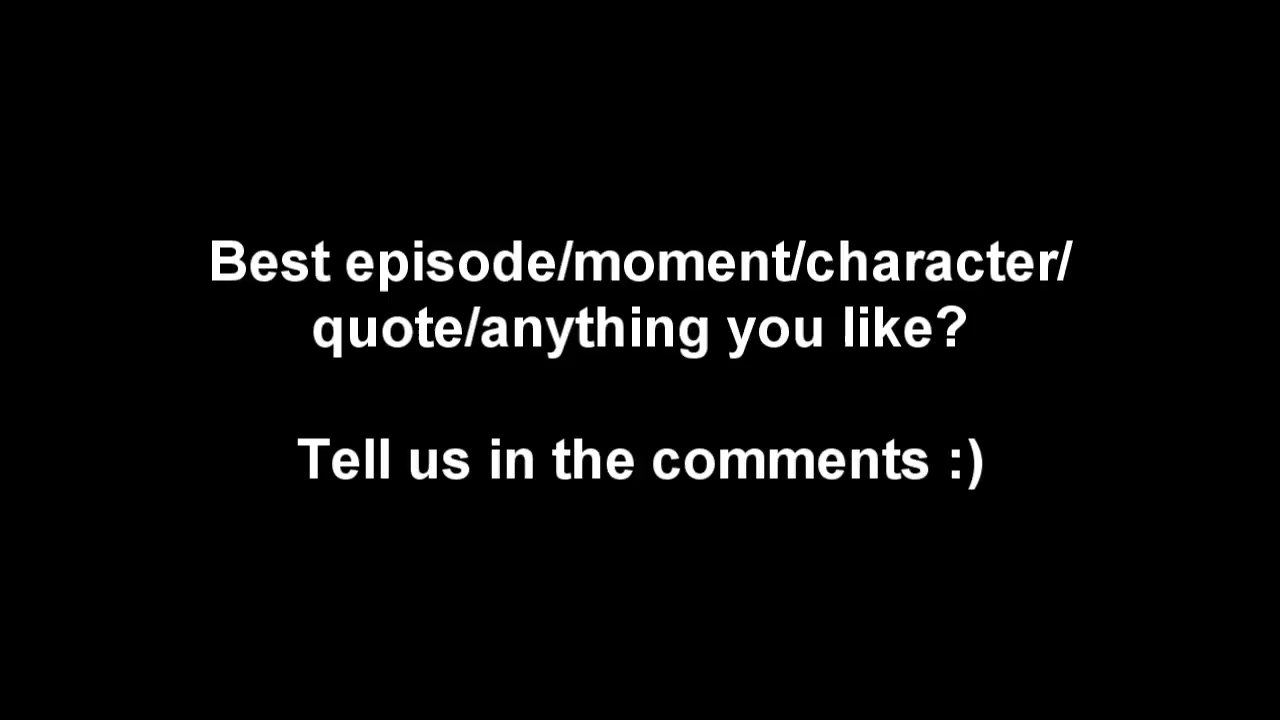 Best episode/moment/character/
quote/anything you like?
Tell us in the comments :)